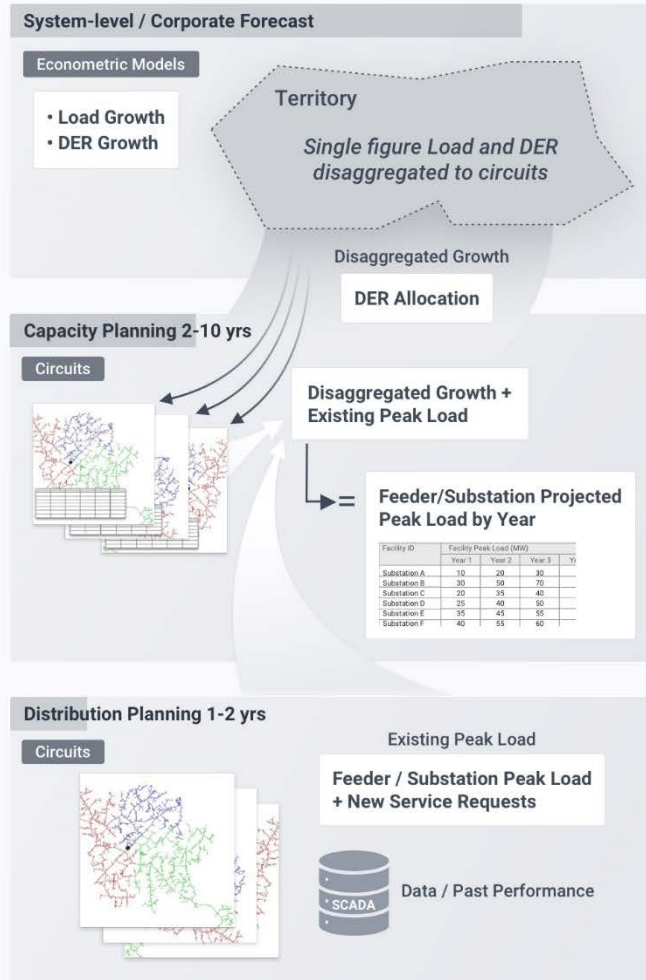 System-level / Corporate Forecast
Econometric Models
• Load Growth
• DER Growth
Territory
Single figure Load and DER
disaggregated to circuits
Disaggregated Growth
DER Allocation
Capacity Planning 2-10 yrs
Circuits
Disaggregated Growth +
Existing Peak Load
=
Feeder/Substation Projected
Peak Load by Year
Facility ID Facility Peak Load (MW)
Year 1 Year 2 Year 3
Substation A 10 20 30
Substation B 30 50 70
Substation C 20 35 40
Substation D 25 40 50
Substation E 35 45 55
Substation F 40 55 60
Distribution Planning 1-2 yrs
Circuits
Existing Peak Load
Feeder / Substation Peak Load
+ New Service Requests
SCADA
Data / Past Performance